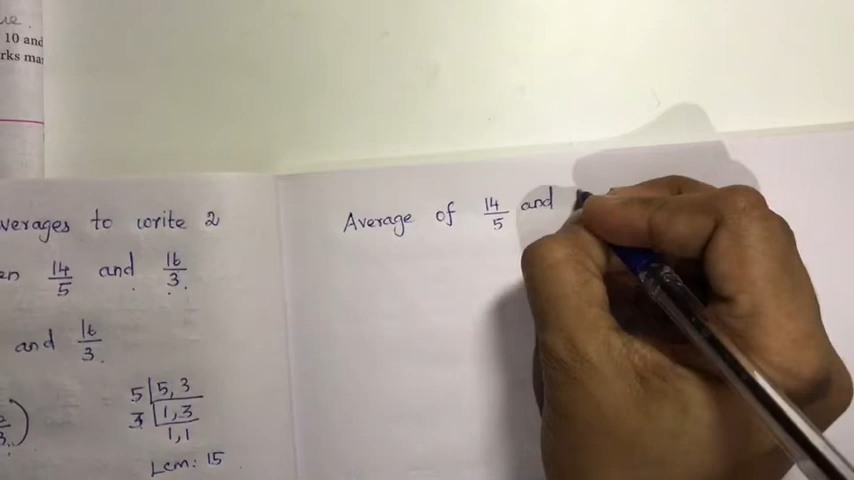 10 and
rks ma
verages to write 2
en 14/5 and 16/3.
and 16/3.
5 | 5, 3
3 | 1, 3
1, 1
Lcm: 15
Average of 14/5 and